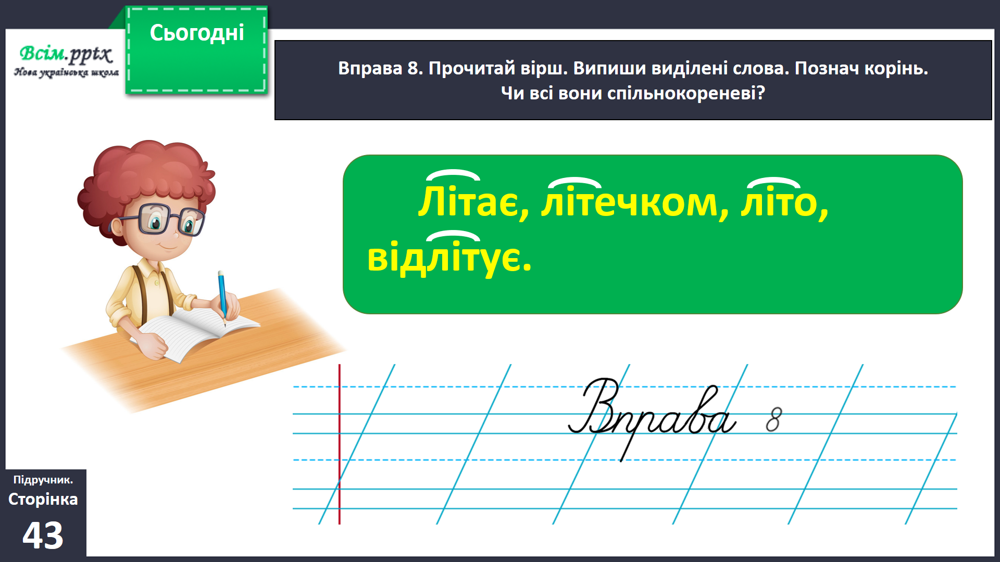 Сьогодні
Всім.pptx
Нова українська школа
Вправа 8. Прочитай вірш. Випиши виділені слова. Познач корінь.
Чи всі вони спільнокореневі?
Літає, літечком, літо,
відлітує.
Вправа 8
Підручник.
Сторінка
43